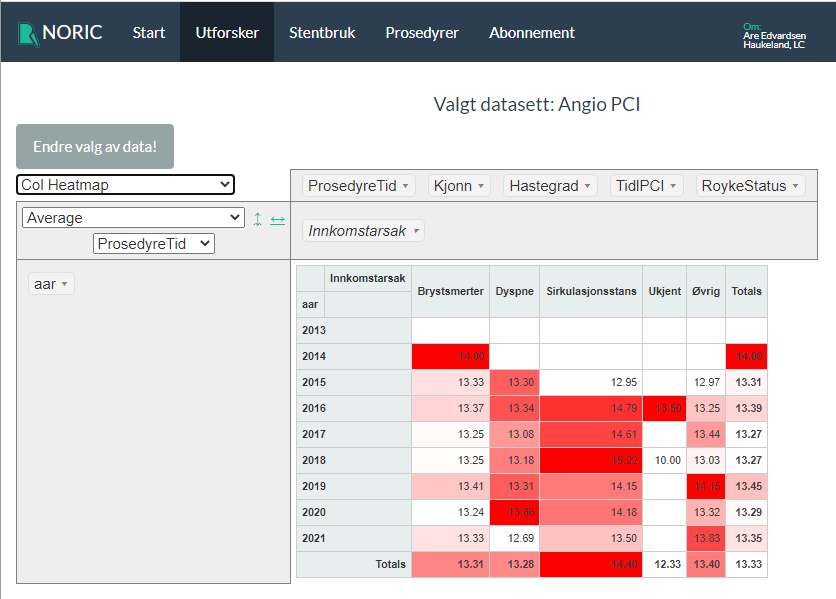 NORIC Start Utforsker Stentbruk Prosedyrer Abonnement
Om:
Are Edvardsen
Haukeland, LC
Valgt datasett: Angio PCI
Endre valg av data!
Col Heatmap
ProsedyreTid Kjonn Hastegrad TidlPCI RoykeStatus
Average
ProsedyreTid
Innkomstarsak
aar
Innkomstarsak Brystsmerter Dyspne Sirkulasjonsstans Ukjent Øvrig Totals
aar
2013
2014 14.00 14.00
2015 13.33 13.30 12.95 12.97 13.31
2016 13.37 13.34 14.79 13.50 13.25 13.39
2017 13.25 13.08 14.61 13.44 13.27
2018 13.25 13.18 15.22 10.00 13.03 13.27
2019 13.41 13.31 14.15 14.15 13.45
2020 13.24 14.18 13.32 13.29
2021 13.33 12.69 13.50 13.83 13.35
Totals 13.31 13.28 14.40 12.33 13.40 13.33